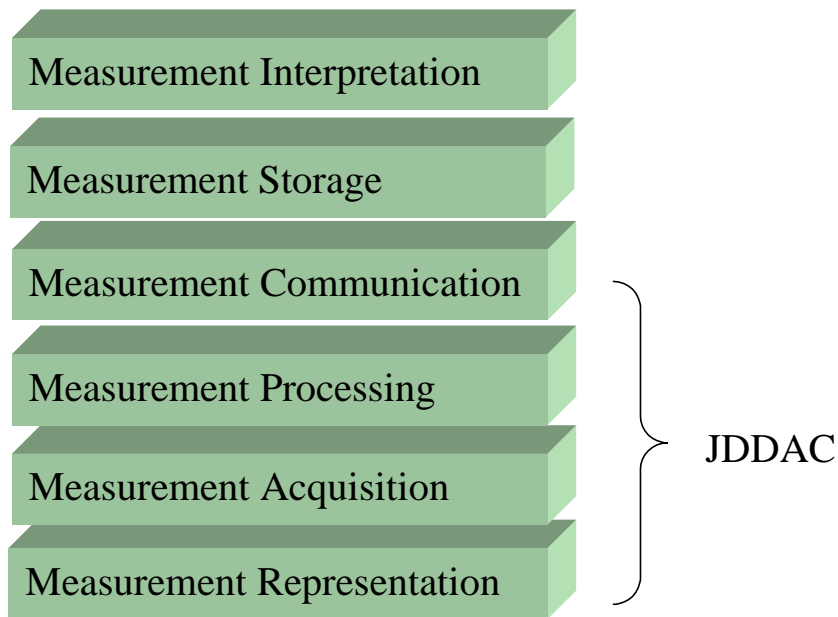 Measurement Interpretation
Measurement Storage
Measurement Communication
Measurement Processing
JDDAC
Measurement Acquisition
Measurement Representation